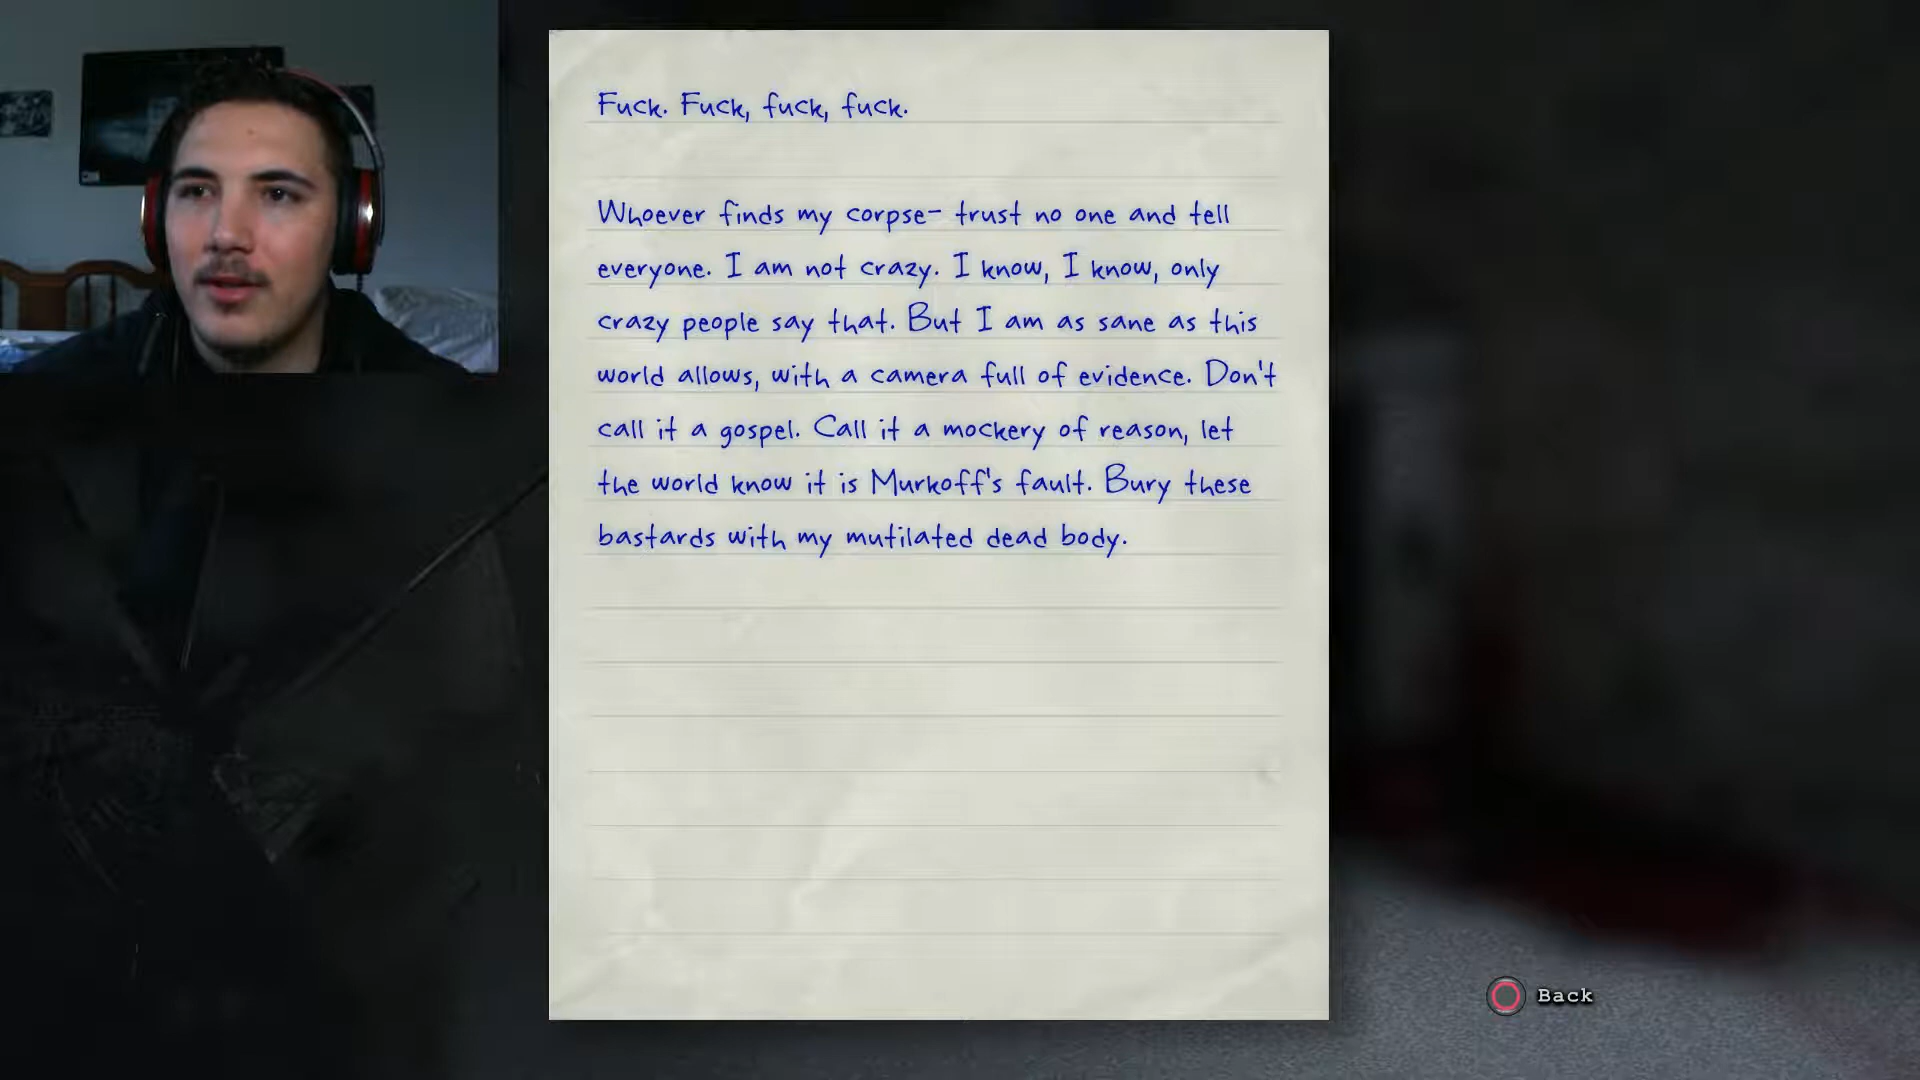 Fuck. Fuck, fuck, fuck.
Whoever finds my corpse- trust no one and tell
everyone. I am not crazy. I know, I know, only
crazy people say that. But I am as sane as this
world allows, with a camera full of evidence. Don't
call it a gospel. Call it a mockery of reason, let
the world know it is Murkoff's fault. Bury these
bastards with my mutilated dead body.
Back